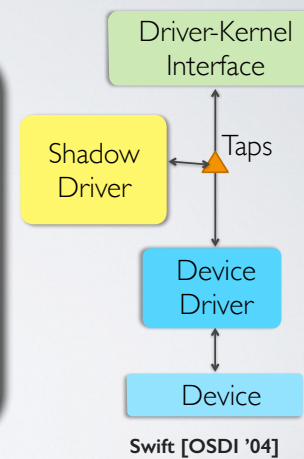 Driver-Kernel
Interface
Taps
Shadow
Driver
Device
Driver
Device
Swift [OSDI '04]